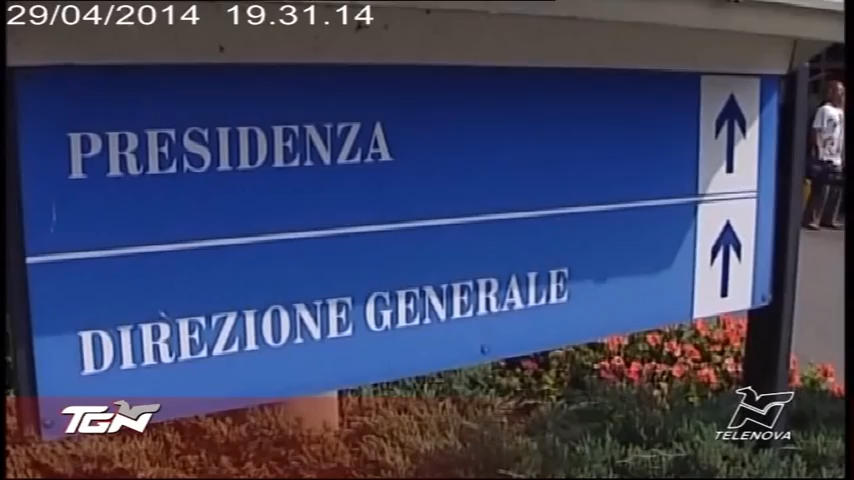 29/04/2014 19.31.14
PRESIDENZA
DIREZIONE GENERALE
TGN
TELENOVA